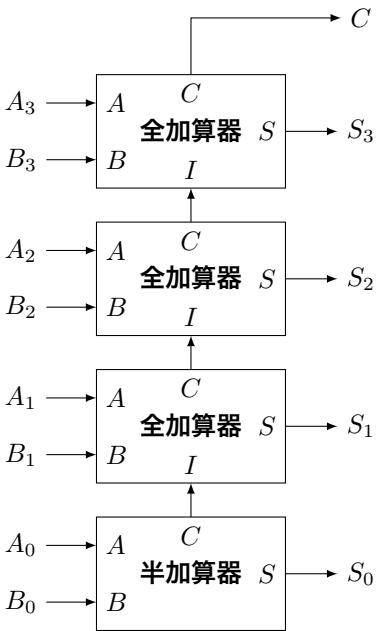 C
A₃ A C
全加算器 S S₃
B₃ B I
A₂ A C
全加算器 S S₂
B₂ B I
A₁ A C
全加算器 S S₁
B₁ B I
A₀ A C
半加算器 S S₀
B₀ B